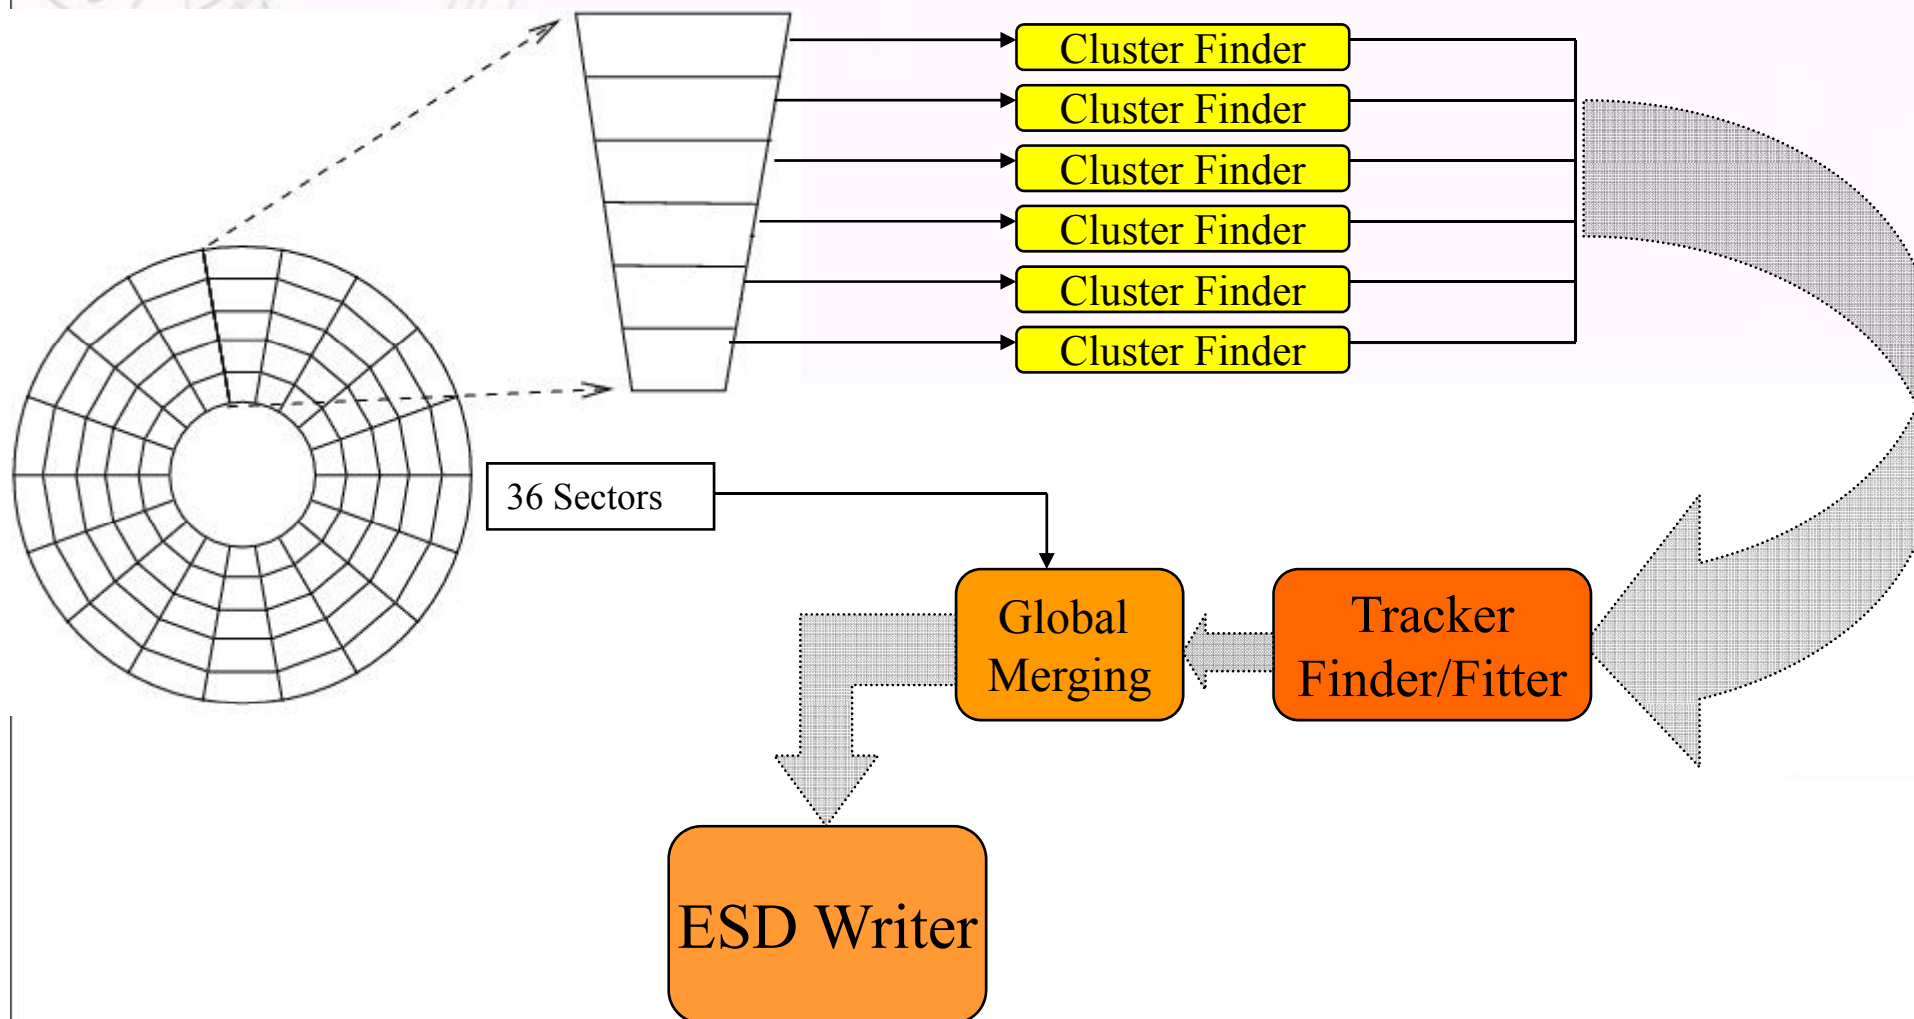 Cluster Finder
Cluster Finder
Cluster Finder
Cluster Finder
Cluster Finder
Cluster Finder
36 Sectors
Global
Merging
Tracker
Finder/Fitter
ESD Writer